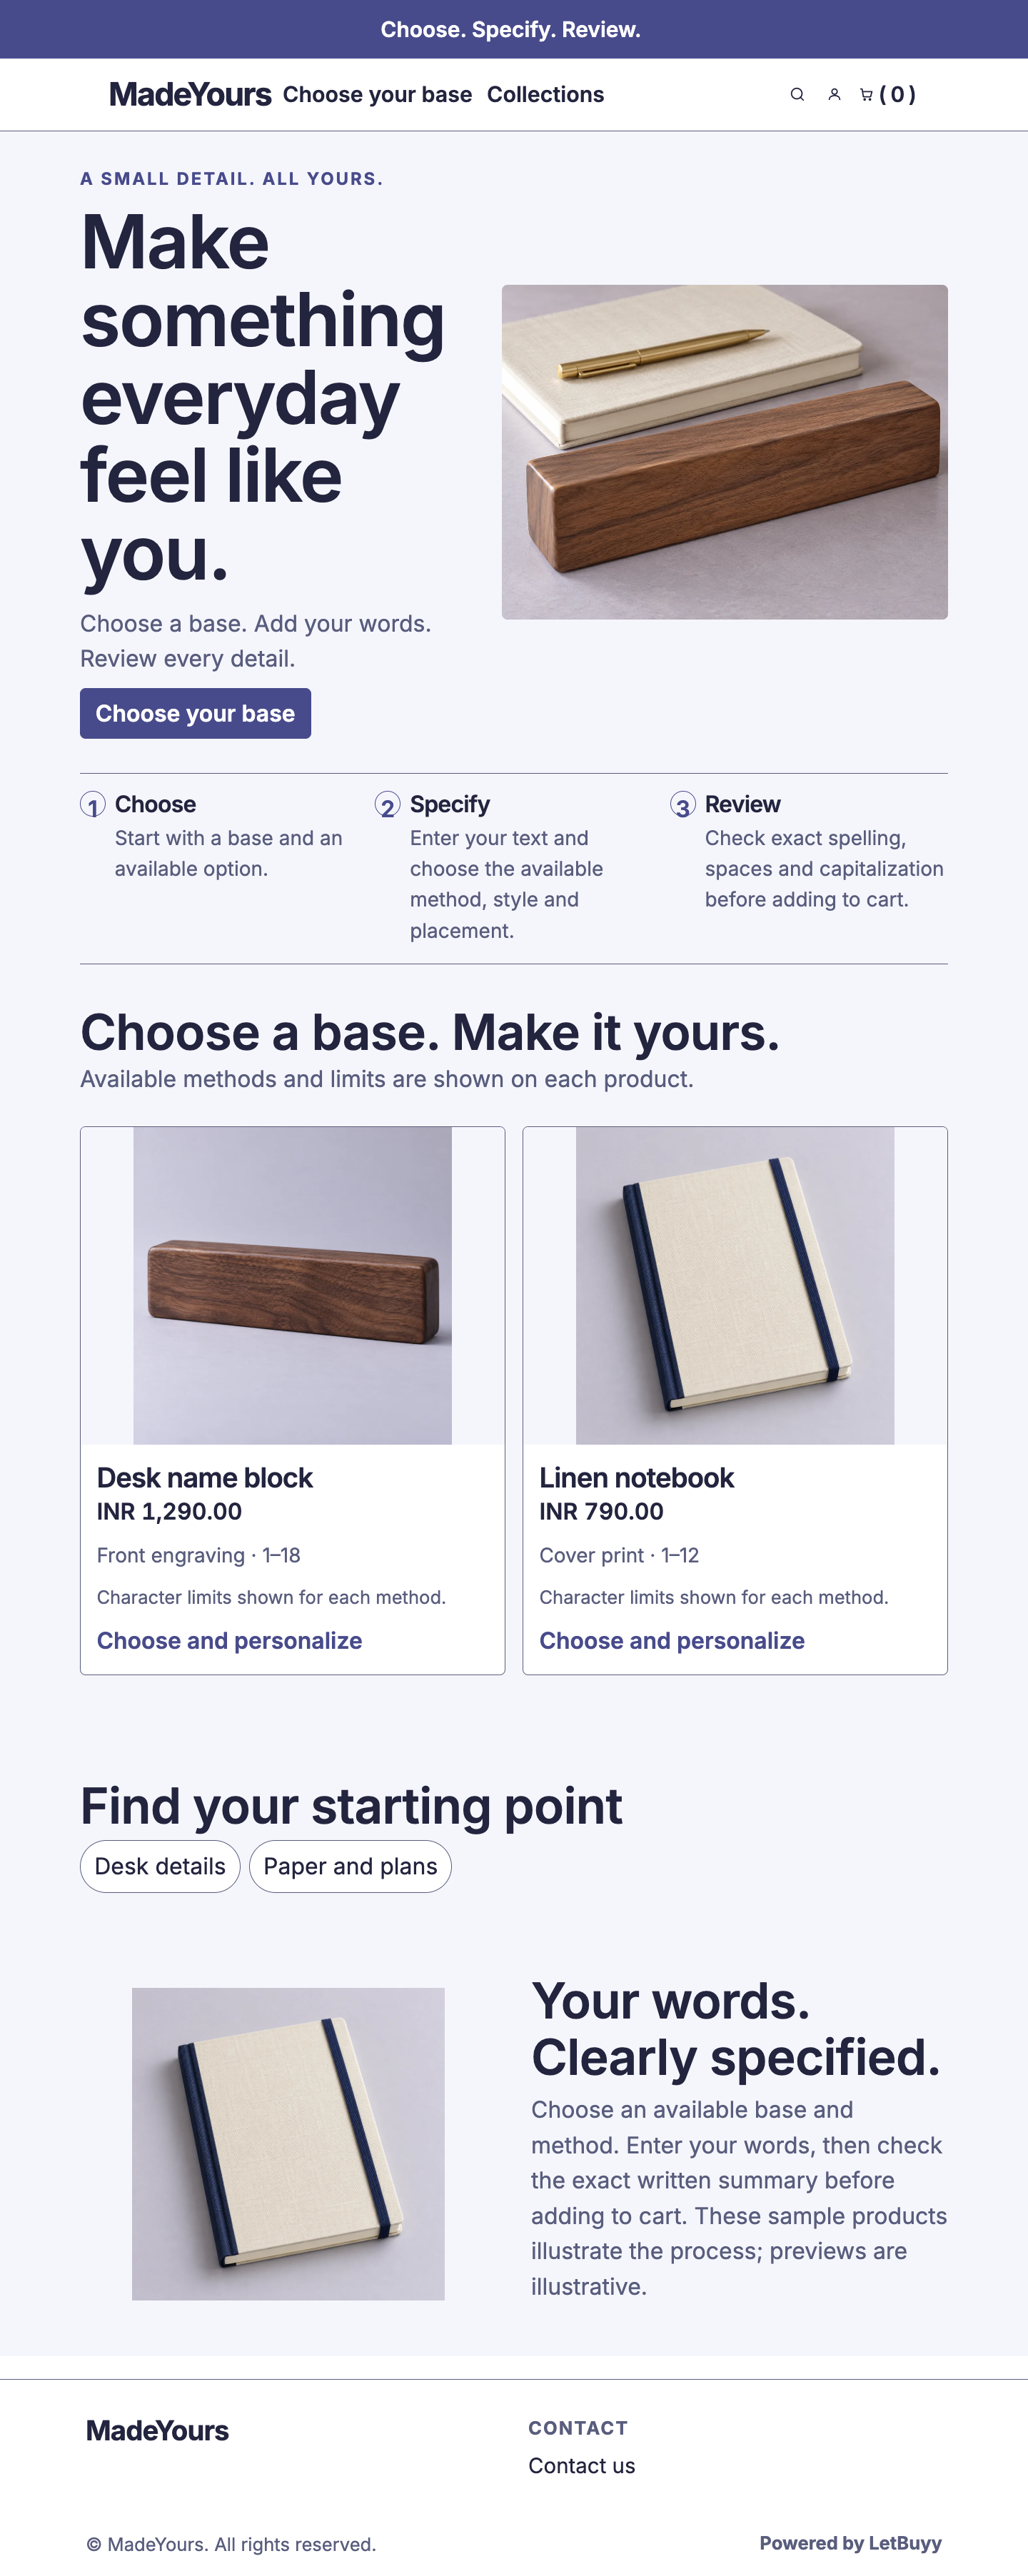 Choose. Specify. Review.
MadeYours Choose your base Collections ( 0 )
A SMALL DETAIL. ALL YOURS.
Make
something
everyday
feel like
you.
Choose a base. Add your words.
Review every detail.
Choose your base
1 Choose
Start with a base and an
available option.
2 Specify
Enter your text and
choose the available
method, style and
placement.
3 Review
Check exact spelling,
spaces and capitalization
before adding to cart.
Choose a base. Make it yours.
Available methods and limits are shown on each product.
Desk name block
INR 1,290.00
Front engraving · 1–18
Character limits shown for each method.
Choose and personalize
Linen notebook
INR 790.00
Cover print · 1–12
Character limits shown for each method.
Choose and personalize
Find your starting point
Desk details
Paper and plans
Your words.
Clearly specified.
Choose an available base and
method. Enter your words, then check
the exact written summary before
adding to cart. These sample products
illustrate the process; previews are
illustrative.
MadeYours
CONTACT
Contact us
© MadeYours. All rights reserved.
Powered by LetBuyy